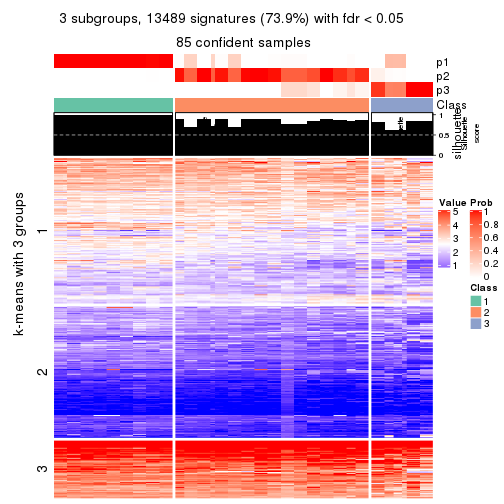 3 subgroups, 13489 signatures (73.9%) with fdr < 0.05
85 confident samples
p1
p2
p3
Class
1
0.5
0
silhouette
Silhouette
score
k-means with 3 groups
1
2
3
Value
5
4
3
2
1
Prob
1
0.8
0.6
0.4
0.2
0
Class
1
2
3